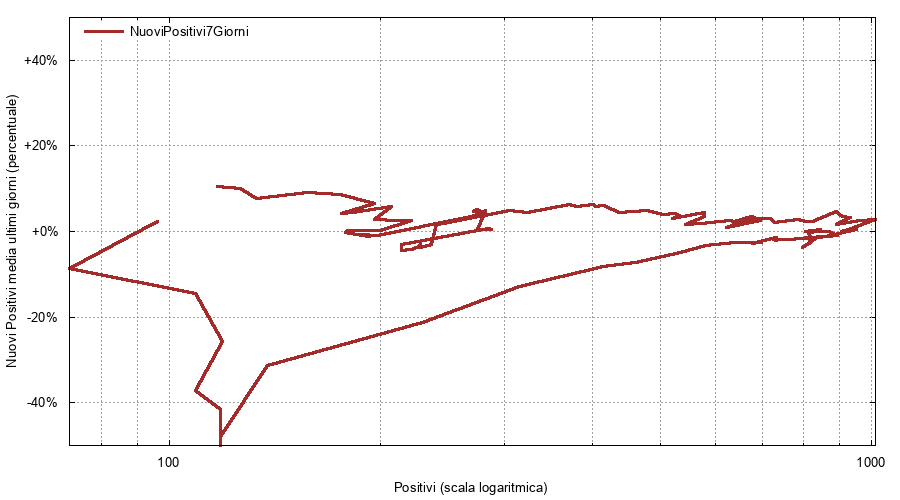 NuoviPositivi7Giorni
Nuovi Positivi media ultimi giorni (percentuale)
+40%
+20%
+0%
-20%
-40%
100
1000
Positivi (scala logaritmica)